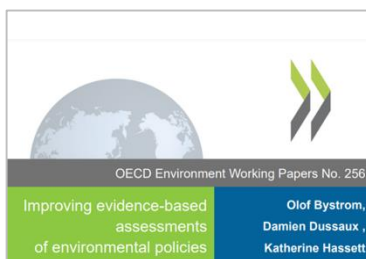 OECD Environment Working Papers No. 256
Improving evidence-based
assessments
of environmental policies
Olof Bystrom,
Damien Dussaux ,
Katherine Hassett